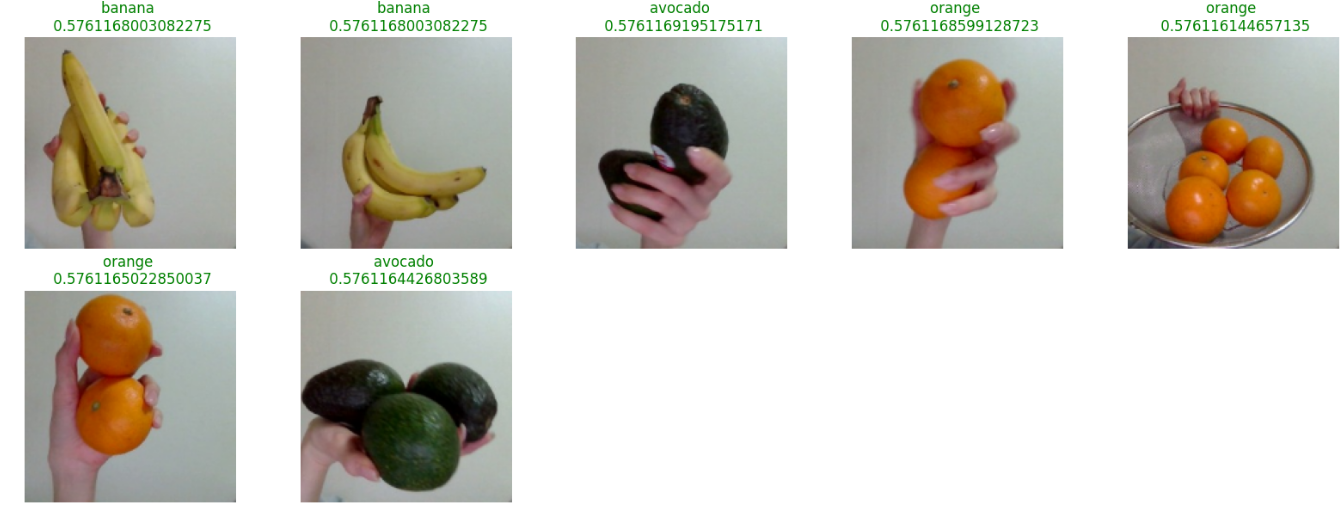 banana
0.5761168003082275
banana
0.5761168003082275
avocado
0.5761169195175171
orange
0.5761168599128723
orange
0.576116144657135
orange
0.5761165022850037
avocado
0.5761164426803589